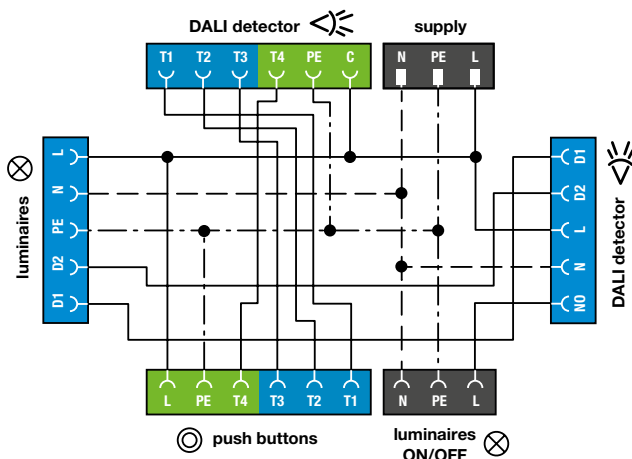 DALI detector
supply
T1 T2 T3 T4 PE C
N PE L
luminaires
L
N
PE
D2
D1
D1
D2
L
N
NO
DALI detector
L PE T4 T3 T2 T1
N PE L
push buttons
luminaires
ON/OFF